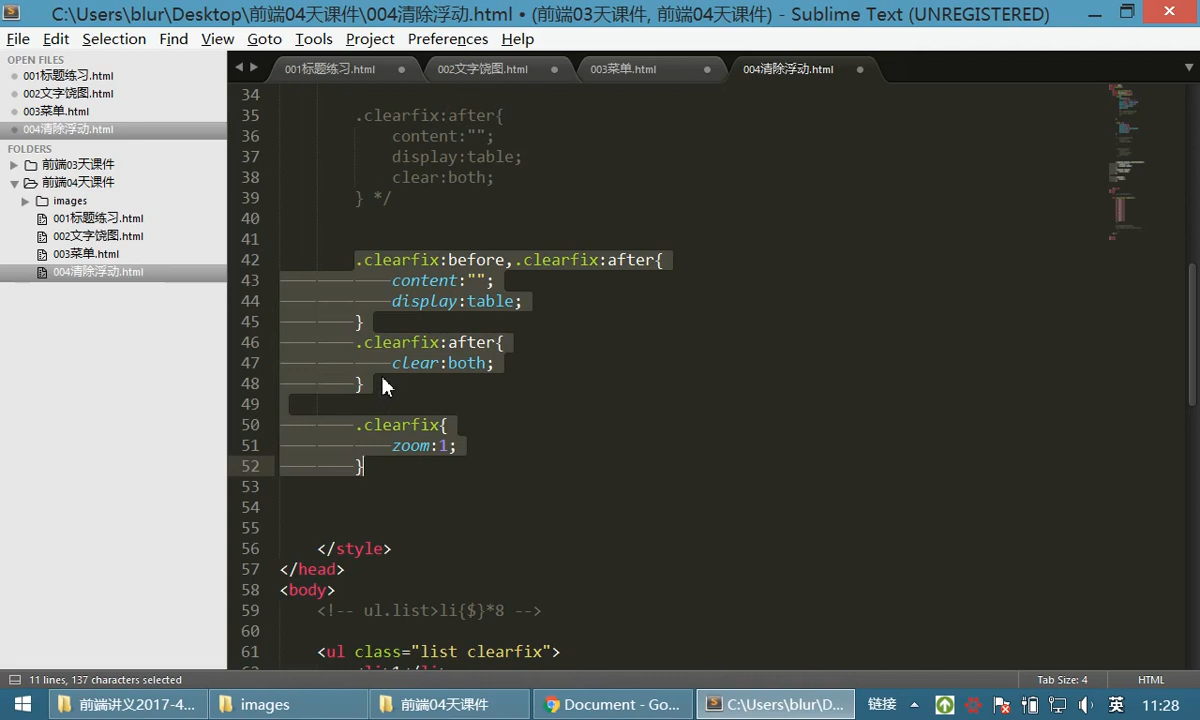 C:\Users\blur\Desktop\前端04天课件\004清除浮动.html • (前端03天课件, 前端04天课件) - Sublime Text (UNREGISTERED)
File Edit Selection Find View Goto Tools Project Preferences Help
OPEN FILES
001标题练习.html
002文字饶图.html
003菜单.html
004清除浮动.html
FOLDERS
前端03天课件
前端04天课件
images
001标题练习.html
002文字饶图.html
003菜单.html
004清除浮动.html
001标题练习.html 002文字饶图.html 003菜单.html 004清除浮动.html
34
35 .clearfix:after{
36 content:"";
37 display:table;
38 clear:both;
39 } */
40
41
42 .clearfix:before,.clearfix:after{
43 content:"";
44 display:table;
45 }
46 .clearfix:after{
47 clear:both;
48 }
49
50 .clearfix{
51 zoom:1;
52 }
53
54
55
56 </style>
57 </head>
58 <body>
59 <!-- ul.list>li{$}*8 -->
60
61 <ul class="list clearfix">
11 lines, 137 characters selected Tab Size: 4 HTML
前端讲义2017-4... images 前端04天课件 Document - Go... C:\Users\blur\D... 链接 英 11:28